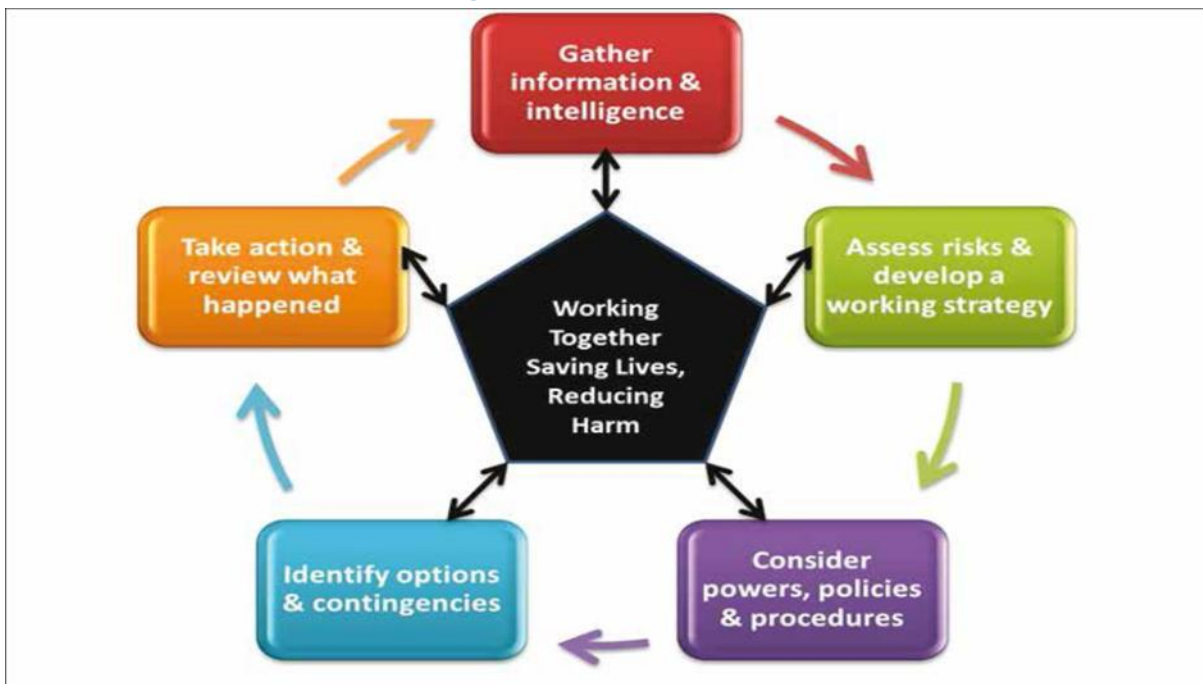 Gather
information &
intelligence
Take action &
review what
happened
Assess risks &
develop a
working strategy
Working
Together
Saving Lives,
Reducing
Harm
Identify options
& contingencies
Consider
powers, policies
& procedures